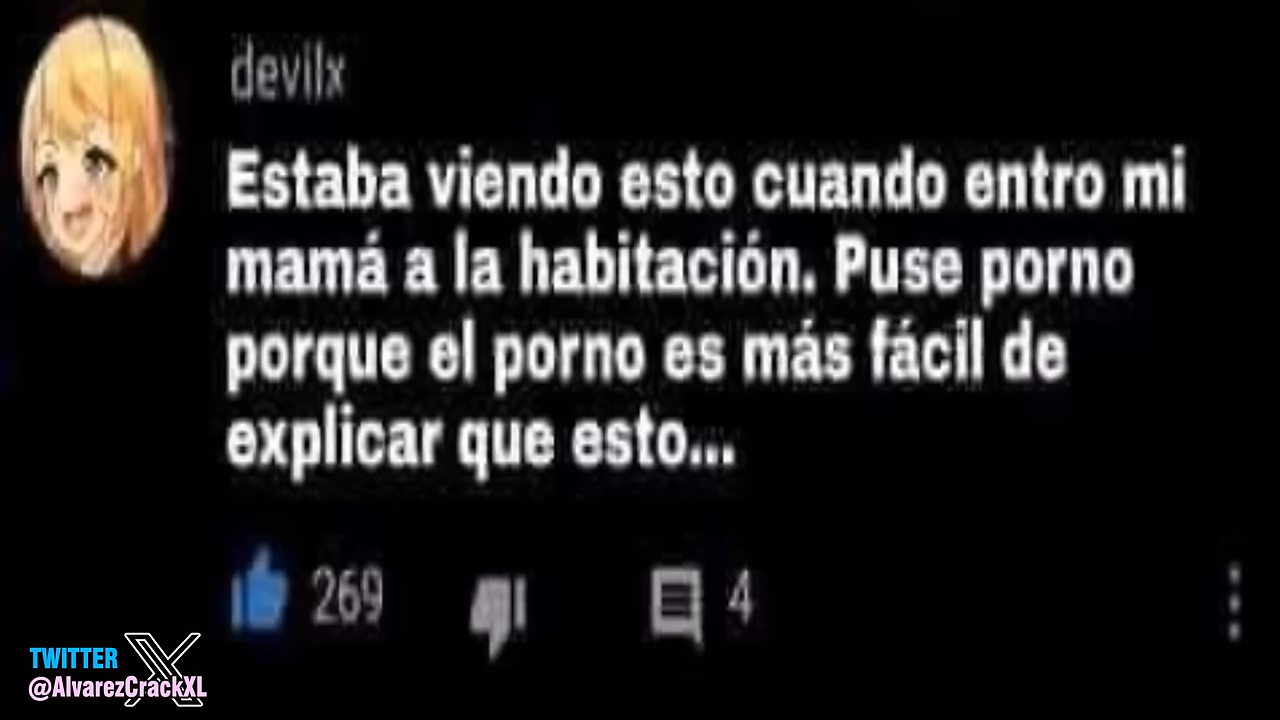 devilx
Estaba viendo esto cuando entro mi
mamá a la habitación. Puse porno
porque el porno es más fácil de
explicar que esto...
269 4
TWITTER X
@AlvarezCrackXL